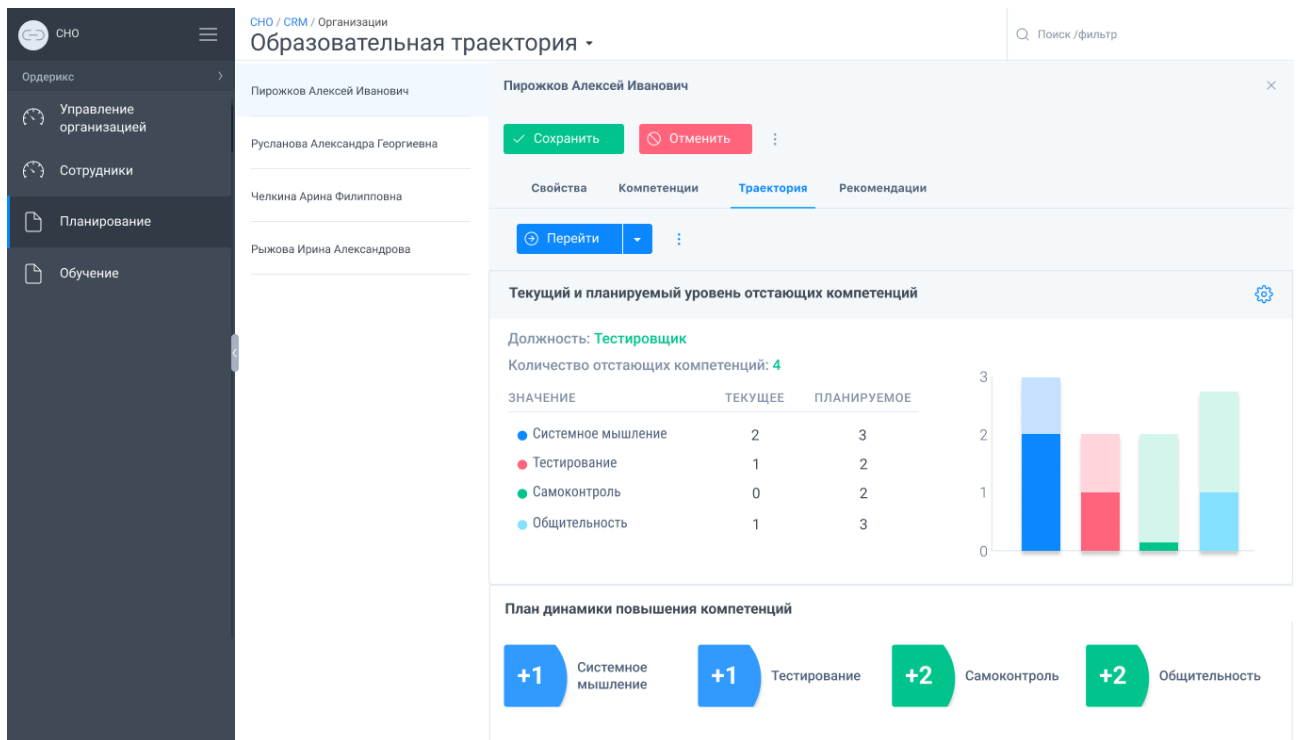 СНО
Ордерикс
Управление
организацией
Сотрудники
Планирование
Обучение
СНО / CRM / Организации
Образовательная траектория
Поиск /фильтр
Пирожков Алексей Иванович
Русланова Александра Георгиевна
Челкина Арина Филипповна
Рыжова Ирина Александрова
Пирожков Алексей Иванович
Сохранить
Отменить
Свойства Компетенции Траектория Рекомендации
Перейти
Текущий и планируемый уровень отстающих компетенций
Должность: Тестировщик
Количество отстающих компетенций: 4
ЗНАЧЕНИЕ ТЕКУЩЕЕ ПЛАНИРУЕМОЕ
Системное мышление 2 3
Тестирование 1 2
Самоконтроль 0 2
Общительность 1 3
3
2
1
0
План динамики повышения компетенций
+1 Системное
мышление
+1 Тестирование
+2 Самоконтроль
+2 Общительность